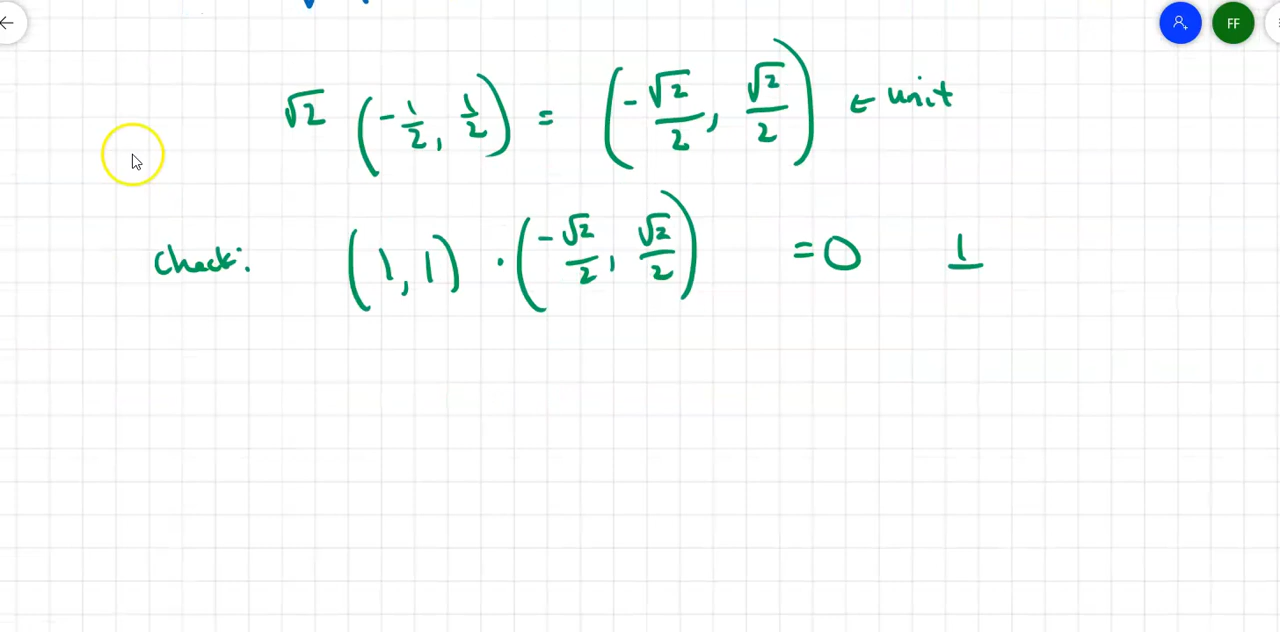 FF
√2 (-1/2, 1/2) = (-√2/2, √2/2) ← unit
Check: (1, 1) · (-√2/2, √2/2) = 0 ⊥